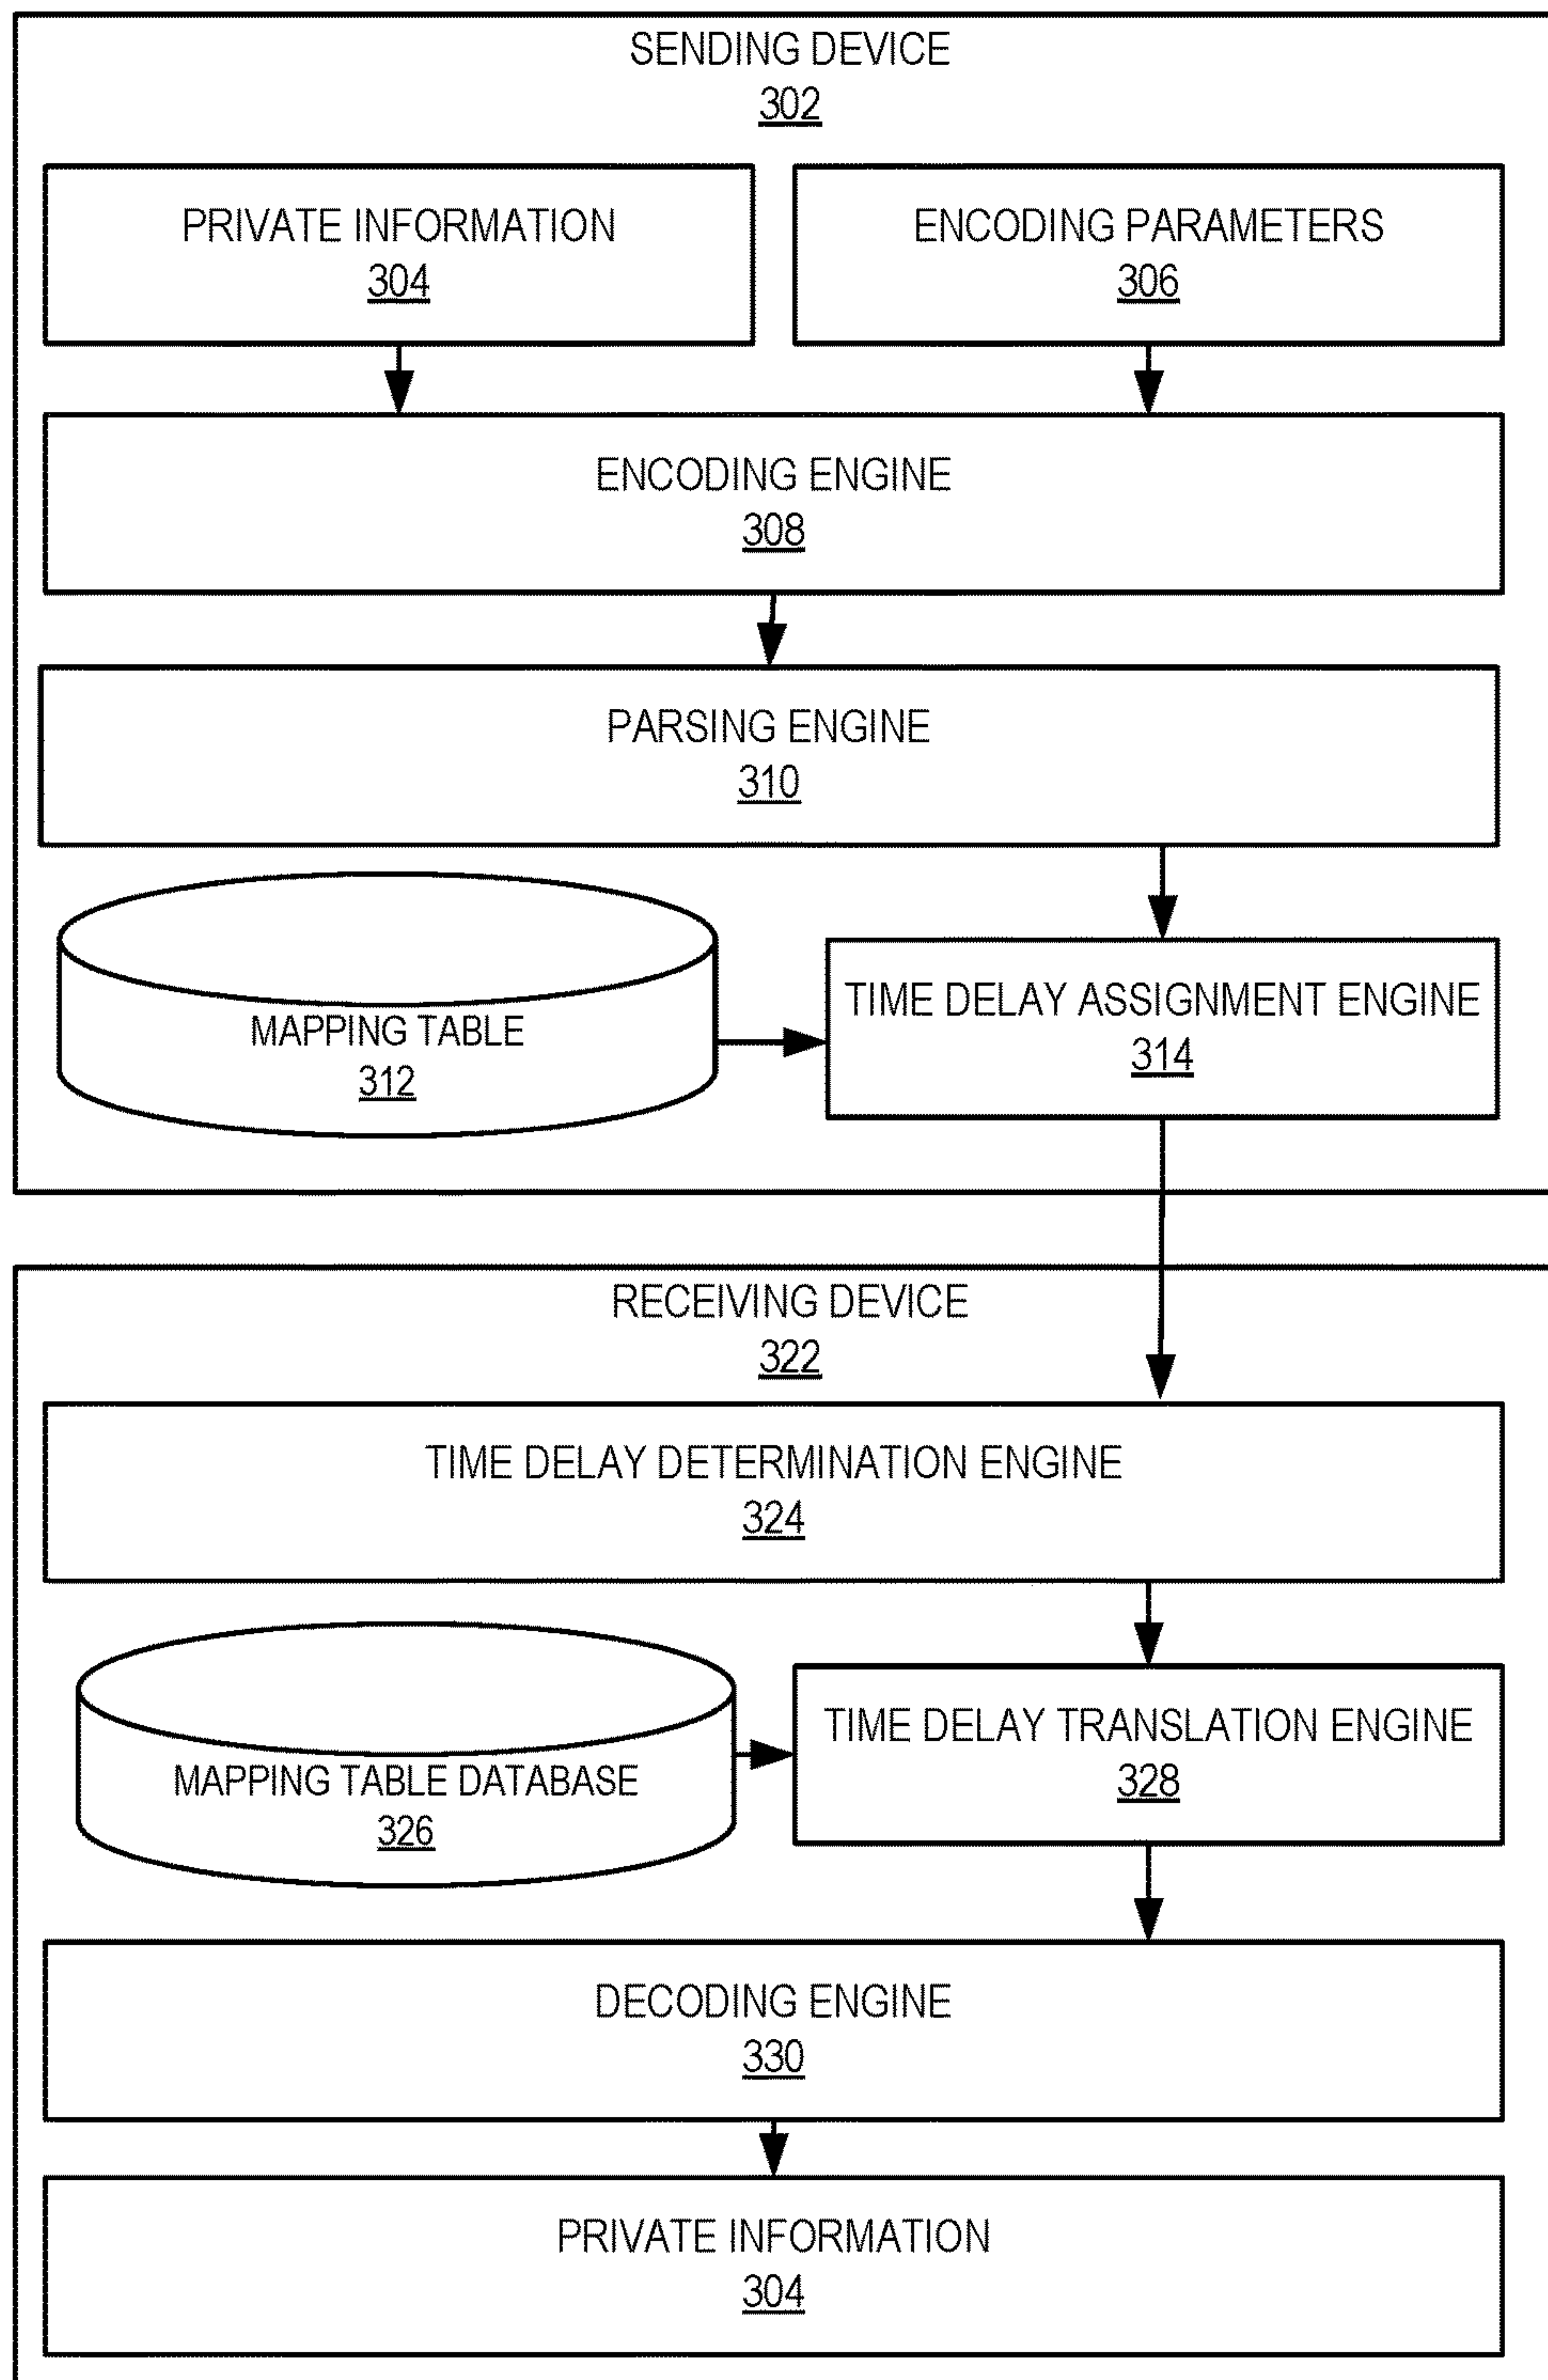 SENDING DEVICE
302
PRIVATE INFORMATION
304
ENCODING PARAMETERS
306
ENCODING ENGINE
308
PARSING ENGINE
310
MAPPING TABLE
312
TIME DELAY ASSIGNMENT ENGINE
314
RECEIVING DEVICE
322
TIME DELAY DETERMINATION ENGINE
324
MAPPING TABLE DATABASE
326
TIME DELAY TRANSLATION ENGINE
328
DECODING ENGINE
330
PRIVATE INFORMATION
304